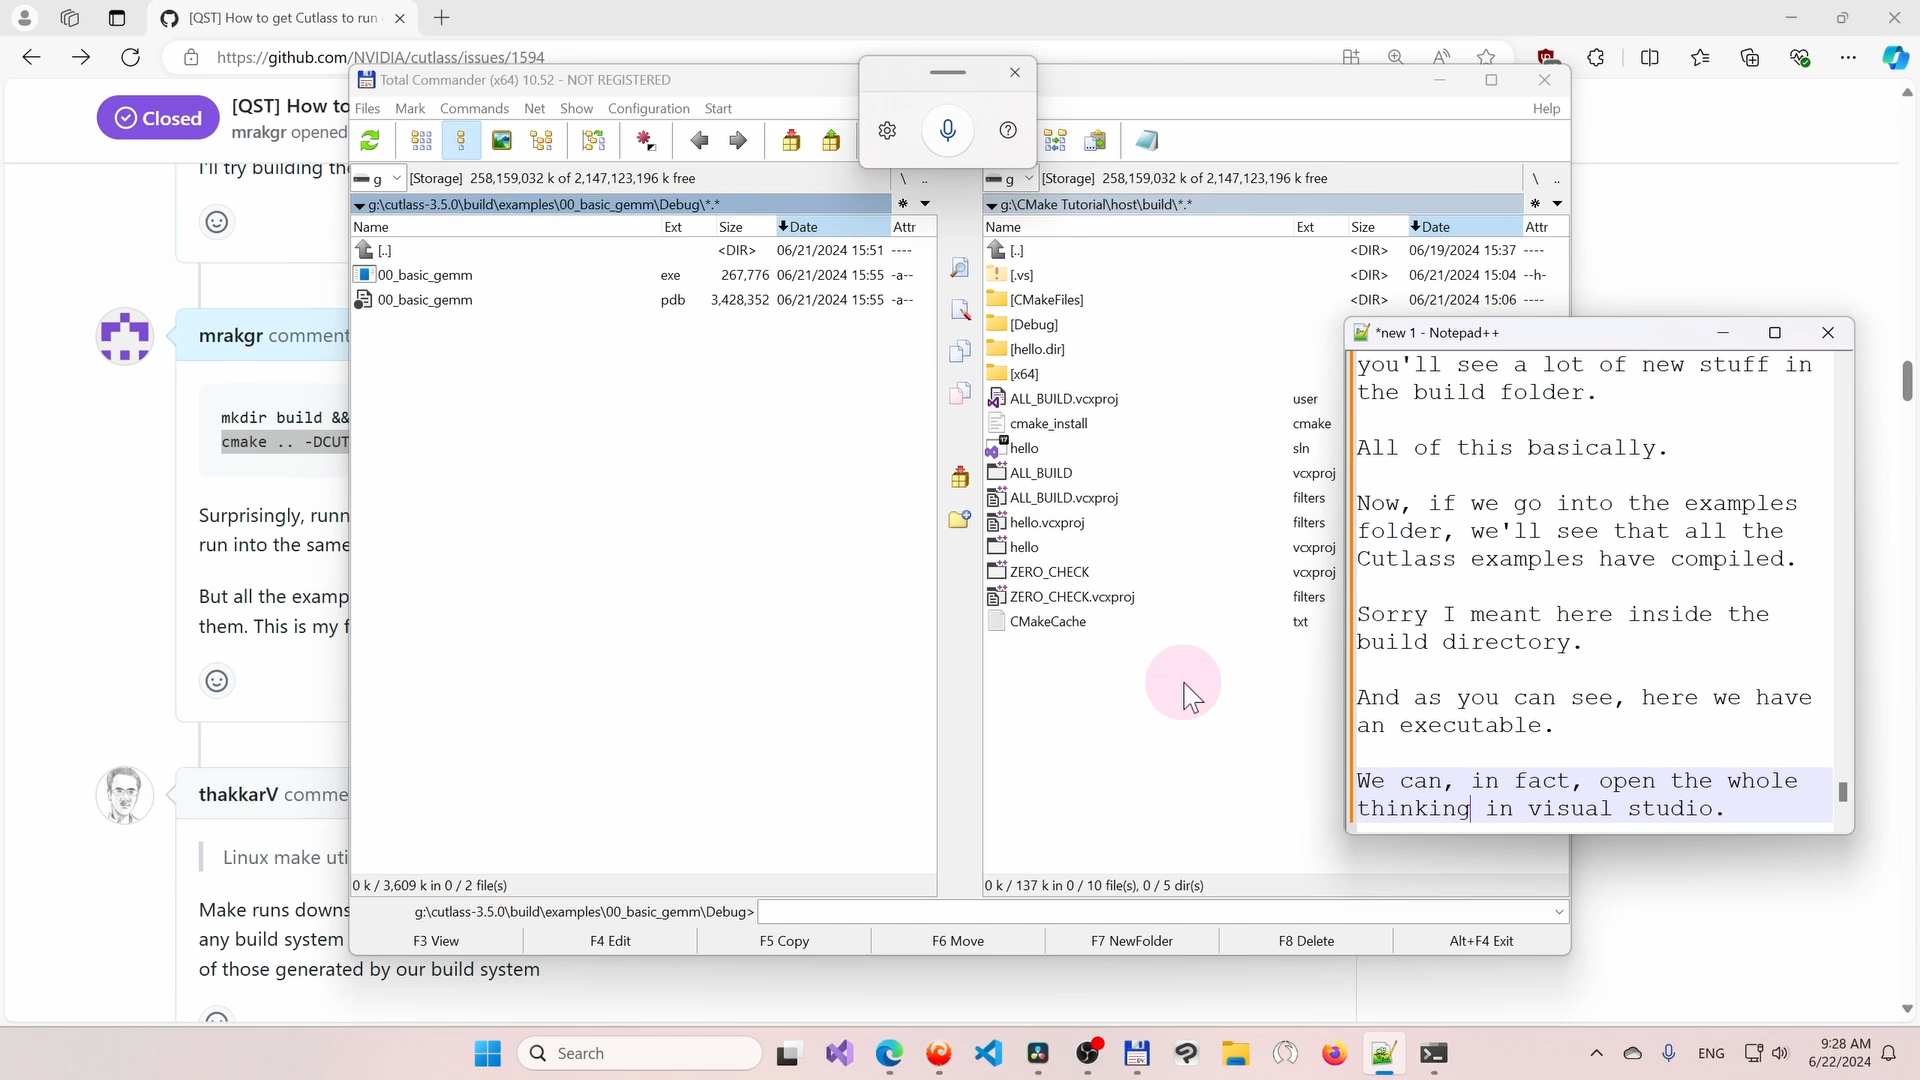 [QST] How to get Cutlass to run
https://github.com/NVIDIA/cutlass/issues/1594
Closed
[QST] How to
mrakgr opened
I'll try building the
mrakgr comment
mkdir build &&
cmake .. -DCUT
Surprisingly, runn
run into the same
But all the examp
them. This is my f
thakkarV comme
Linux make uti
Make runs downs
any build system
of those generated by our build system
Total Commander (x64) 10.52 - NOT REGISTERED
Files Mark Commands Net Show Configuration Start Help
g [Storage] 258,159,032 k of 2,147,123,196 k free \ ..
g:\cutlass-3.5.0\build\examples\00_basic_gemm\Debug\*.* *
Name Ext Size Date Attr
[..] <DIR> 06/21/2024 15:51 ----
00_basic_gemm exe 267,776 06/21/2024 15:55 -a--
00_basic_gemm pdb 3,428,352 06/21/2024 15:55 -a--
0 k / 3,609 k in 0 / 2 file(s)
g [Storage] 258,159,032 k of 2,147,123,196 k free \ ..
g:\CMake Tutorial\host\build\*.* *
Name Ext Size Date Attr
[..] <DIR> 06/19/2024 15:37 ----
[.vs] <DIR> 06/21/2024 15:04 --h-
[CMakeFiles] <DIR> 06/21/2024 15:06 ----
[Debug]
[hello.dir]
[x64]
ALL_BUILD.vcxproj user
cmake_install cmake
hello sln
ALL_BUILD vcxproj
ALL_BUILD.vcxproj filters
hello.vcxproj filters
hello vcxproj
ZERO_CHECK vcxproj
ZERO_CHECK.vcxproj filters
CMakeCache txt
0 k / 137 k in 0 / 10 file(s), 0 / 5 dir(s)
g:\cutlass-3.5.0\build\examples\00_basic_gemm\Debug>
F3 View F4 Edit F5 Copy F6 Move F7 NewFolder F8 Delete Alt+F4 Exit
*new 1 - Notepad++
you'll see a lot of new stuff in
the build folder.
All of this basically.
Now, if we go into the examples
folder, we'll see that all the
Cutlass examples have compiled.
Sorry I meant here inside the
build directory.
And as you can see, here we have
an executable.
We can, in fact, open the whole
thinking in visual studio.
Search
ENG
9:28 AM
6/22/2024